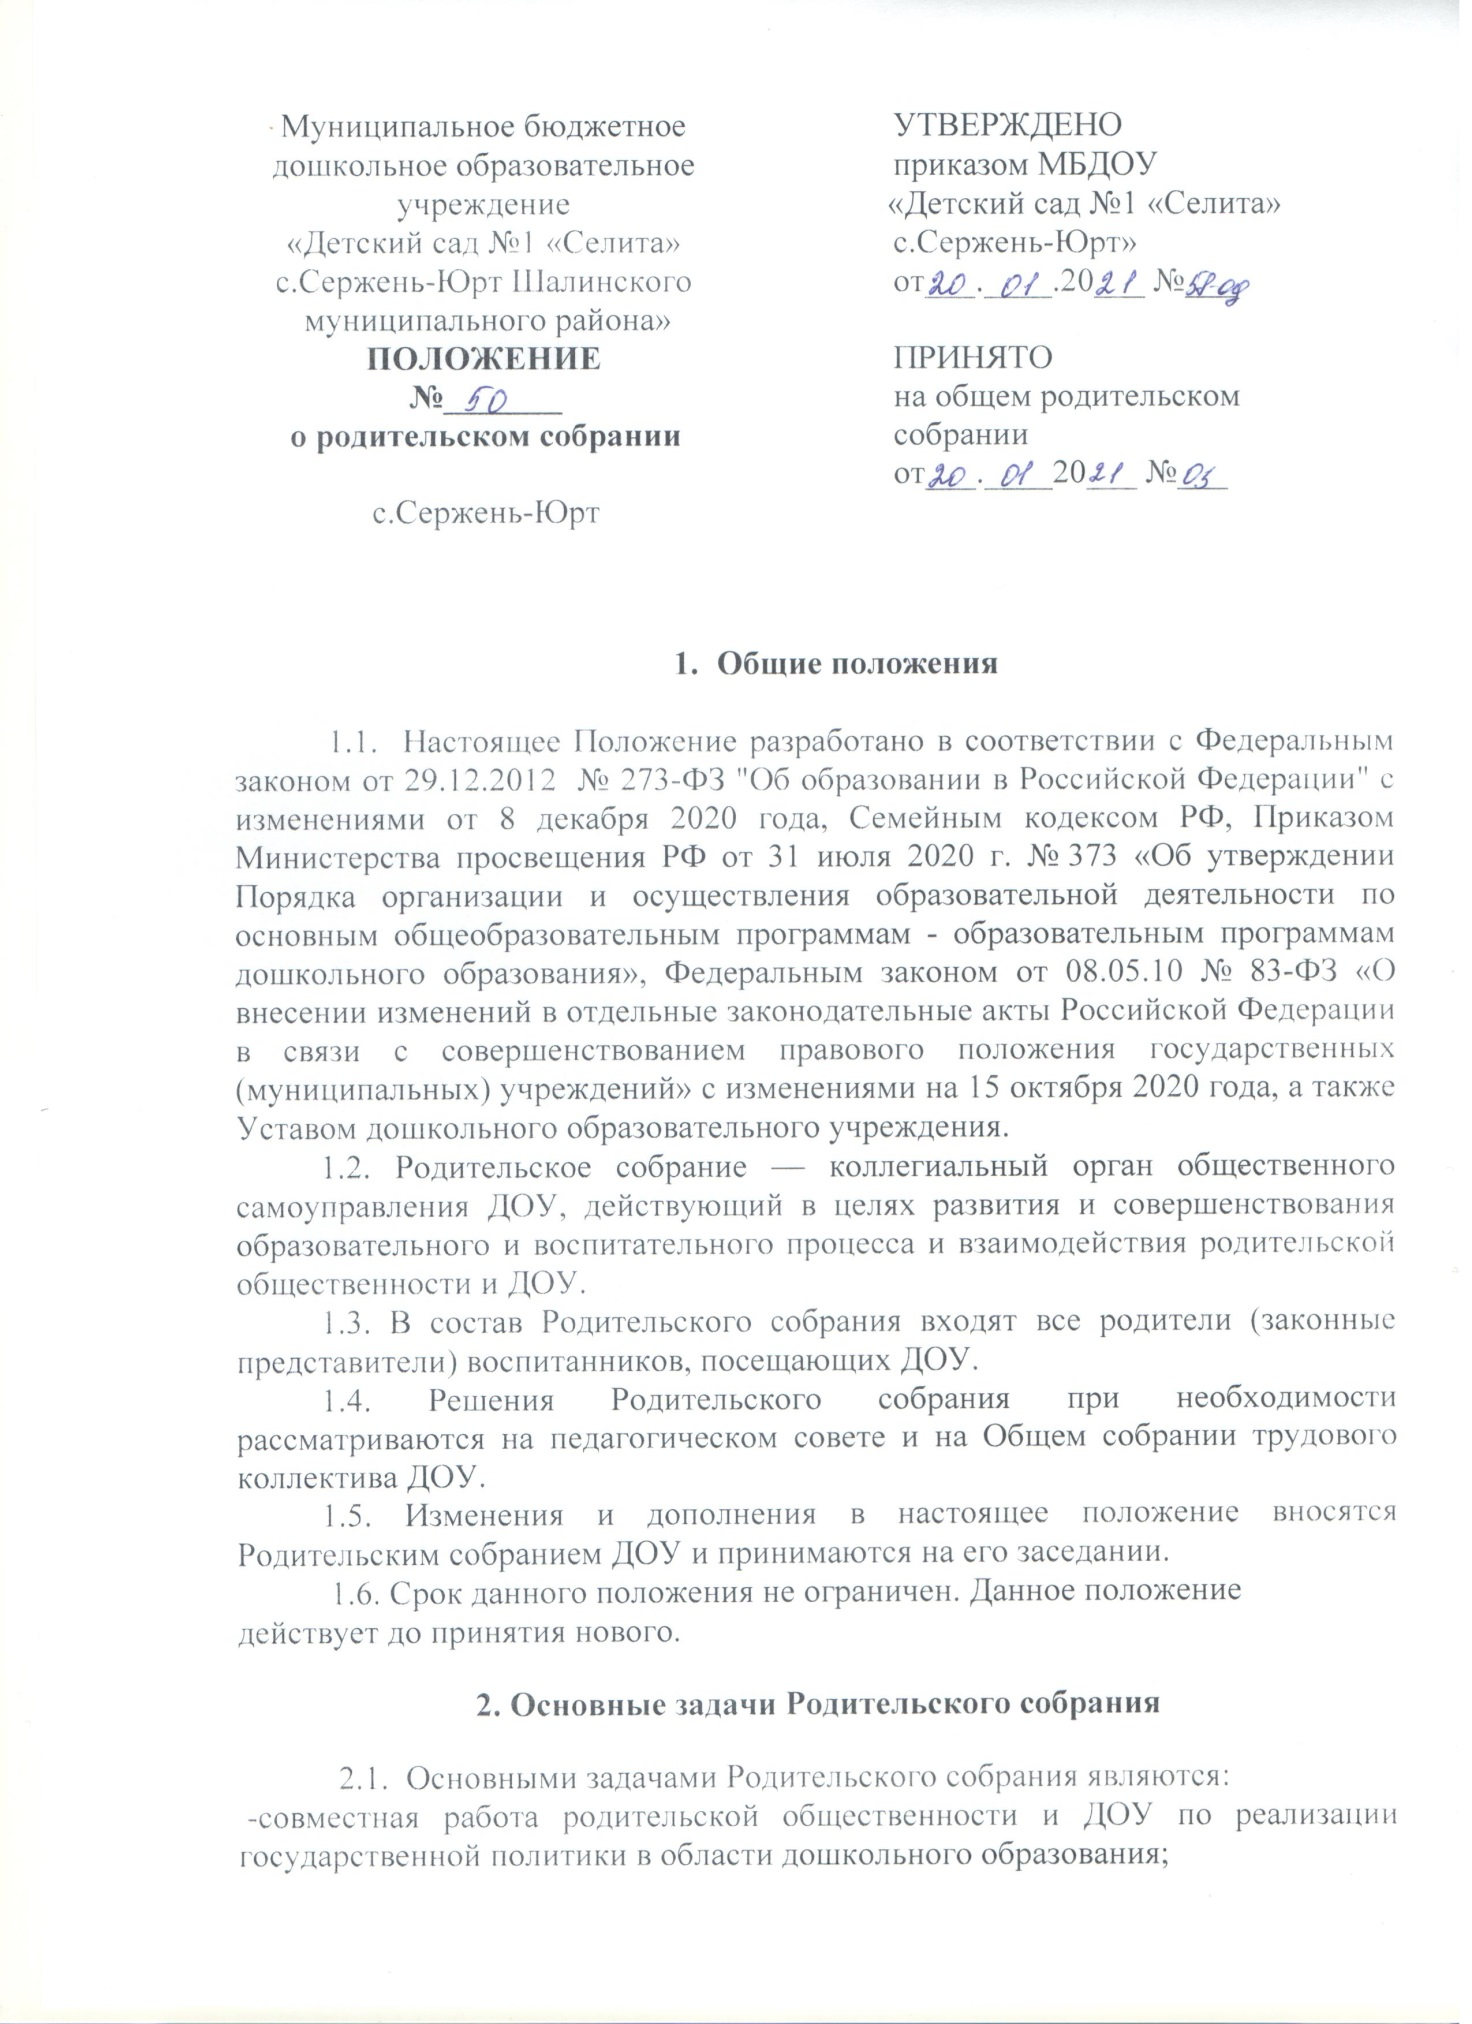 Муниципальное бюджетное
дошкольное образовательное
учреждение
«Детский сад №1 «Селита»
с.Сержень-Юрт Шалинского
муниципального района»
ПОЛОЖЕНИЕ
№ 50
о родительском собрании
с.Сержень-Юрт
УТВЕРЖДЕНО
приказом МБДОУ
«Детский сад №1 «Селита»
с.Сержень-Юрт»
от 20 . 01 .2021 №
ПРИНЯТО
на общем родительском
собрании
от 20 . 01 2021 №
1. Общие положения
1.1. Настоящее Положение разработано в соответствии с Федеральным
законом от 29.12.2012 № 273-ФЗ "Об образовании в Российской Федерации" с
изменениями от 8 декабря 2020 года, Семейным кодексом РФ, Приказом
Министерства просвещения РФ от 31 июля 2020 г. № 373 «Об утверждении
Порядка организации и осуществления образовательной деятельности по
основным общеобразовательным программам - образовательным программам
дошкольного образования», Федеральным законом от 08.05.10 № 83-ФЗ «О
внесении изменений в отдельные законодательные акты Российской Федерации
в связи с совершенствованием правового положения государственных
(муниципальных) учреждений» с изменениями на 15 октября 2020 года, а также
Уставом дошкольного образовательного учреждения.
1.2. Родительское собрание — коллегиальный орган общественного
самоуправления ДОУ, действующий в целях развития и совершенствования
образовательного и воспитательного процесса и взаимодействия родительской
общественности и ДОУ.
1.3. В состав Родительского собрания входят все родители (законные
представители) воспитанников, посещающих ДОУ.
1.4. Решения Родительского собрания при необходимости
рассматриваются на педагогическом совете и на Общем собрании трудового
коллектива ДОУ.
1.5. Изменения и дополнения в настоящее положение вносятся
Родительским собранием ДОУ и принимаются на его заседании.
1.6. Срок данного положения не ограничен. Данное положение
действует до принятия нового.
2. Основные задачи Родительского собрания
2.1. Основными задачами Родительского собрания являются:
-совместная работа родительской общественности и ДОУ по реализации
государственной политики в области дошкольного образования;